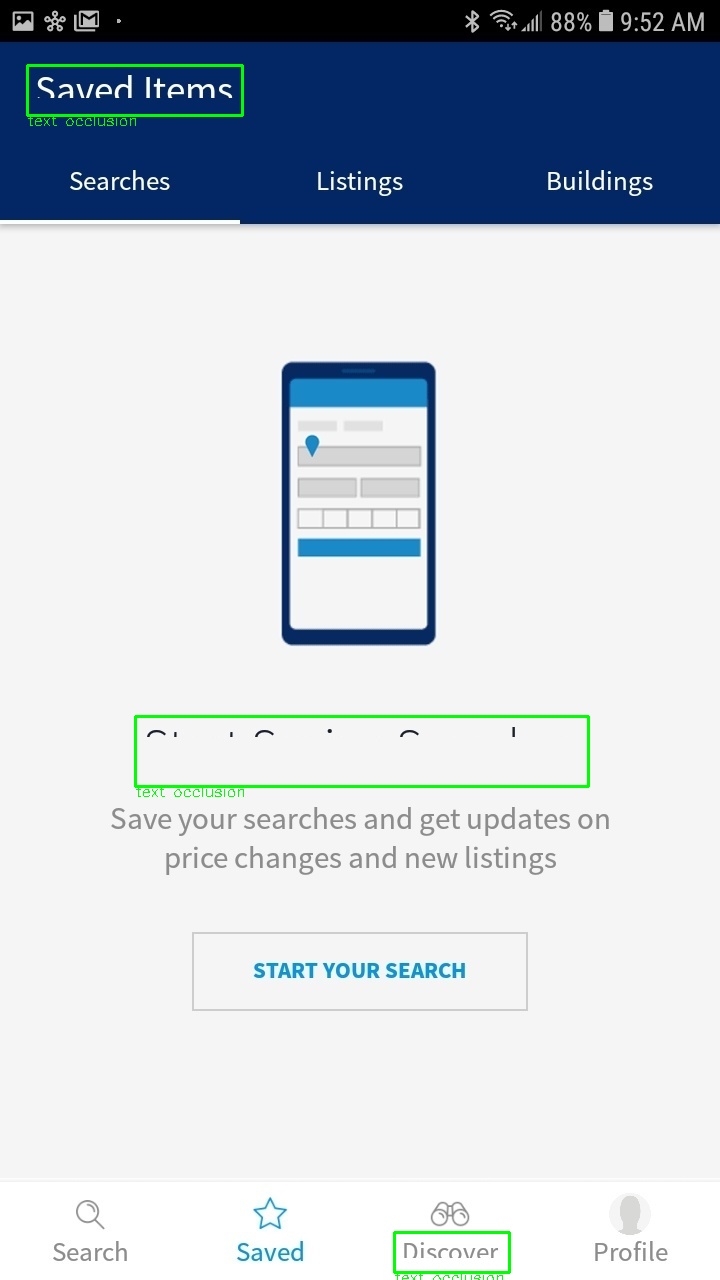 88% 9:52 AM
Saved Items
text occlusion
Searches Listings Buildings
text occlusion
Save your searches and get updates on
price changes and new listings
START YOUR SEARCH
Search Saved Discover Profile
text occlusion